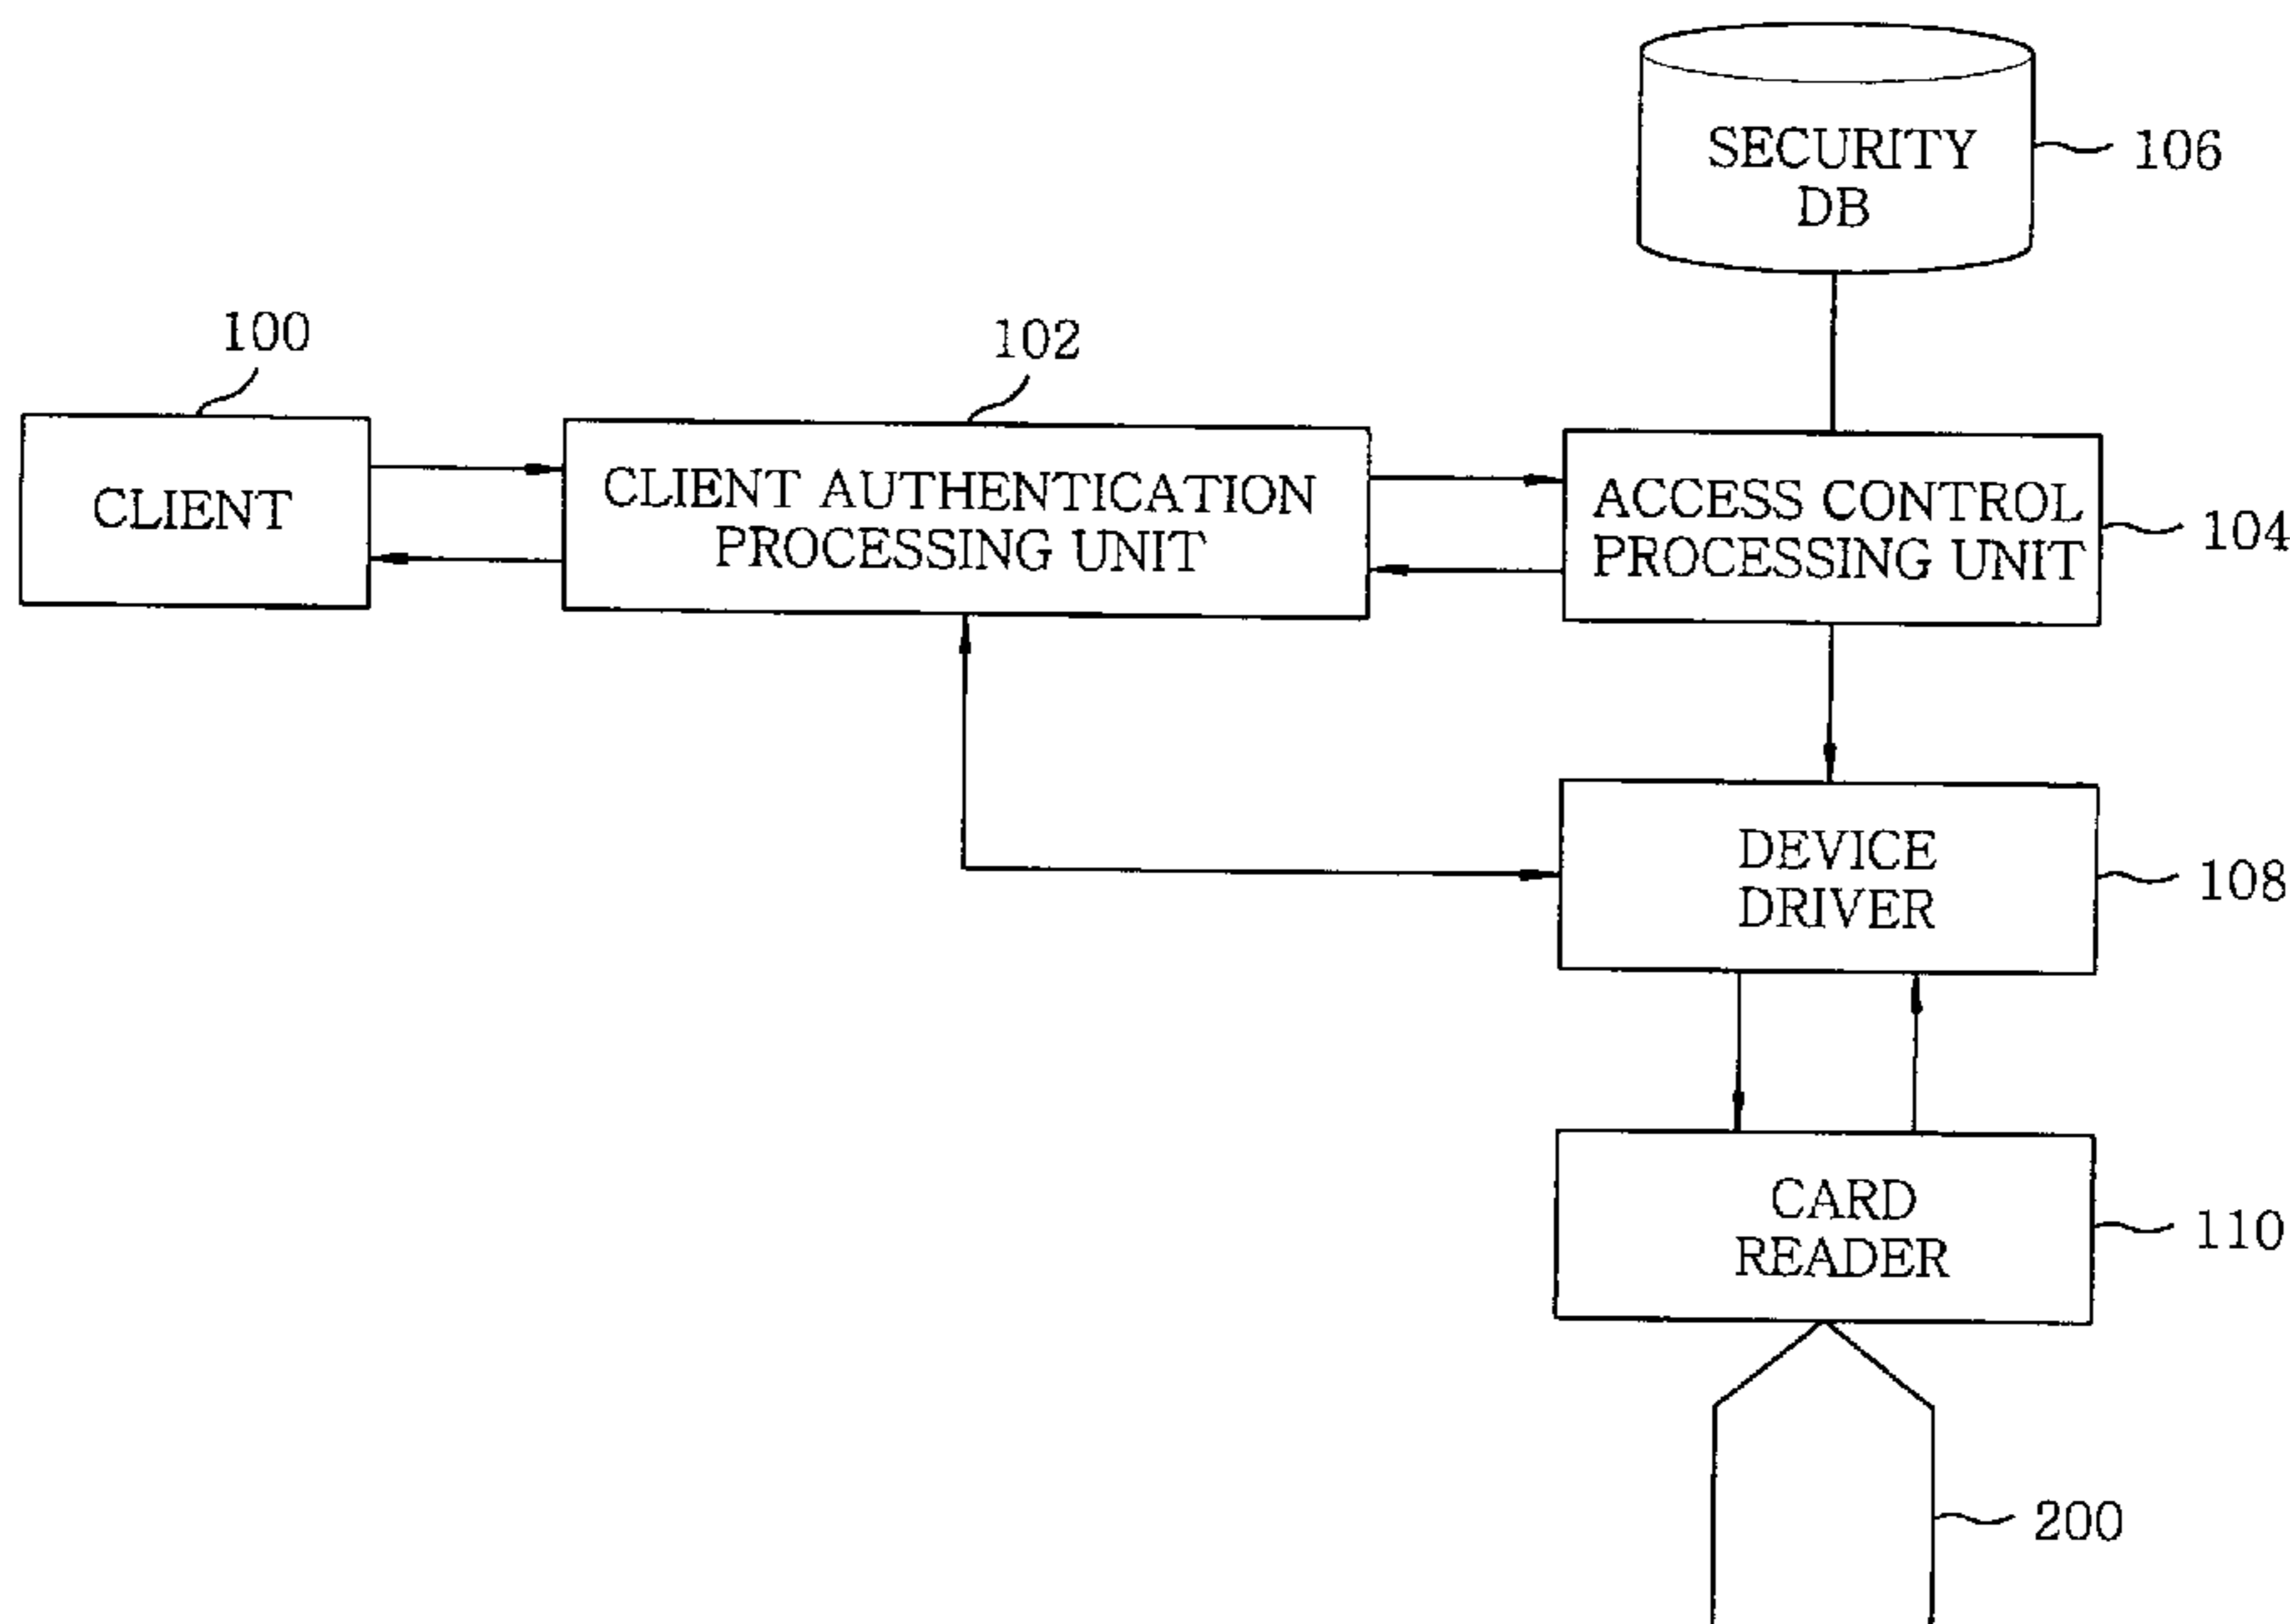 SECURITY
DB
106
100
102
CLIENT
CLIENT AUTHENTICATION
PROCESSING UNIT
ACCESS CONTROL
PROCESSING UNIT
104
DEVICE
DRIVER
108
CARD
READER
110
200